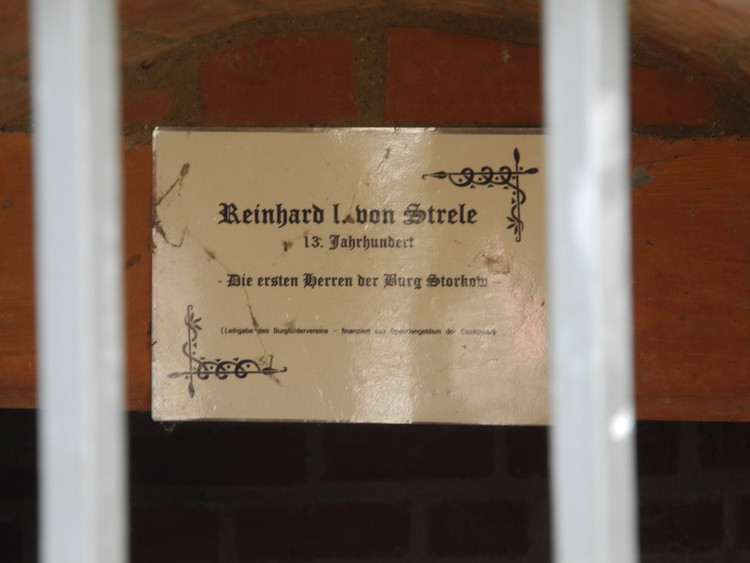 Reinhard I. von Strele
13. Jahrhundert
- Die ersten Herren der Burg Storkow -
(Leihgabe des Burgfördervereins - finanziert aus Spendengeldern der